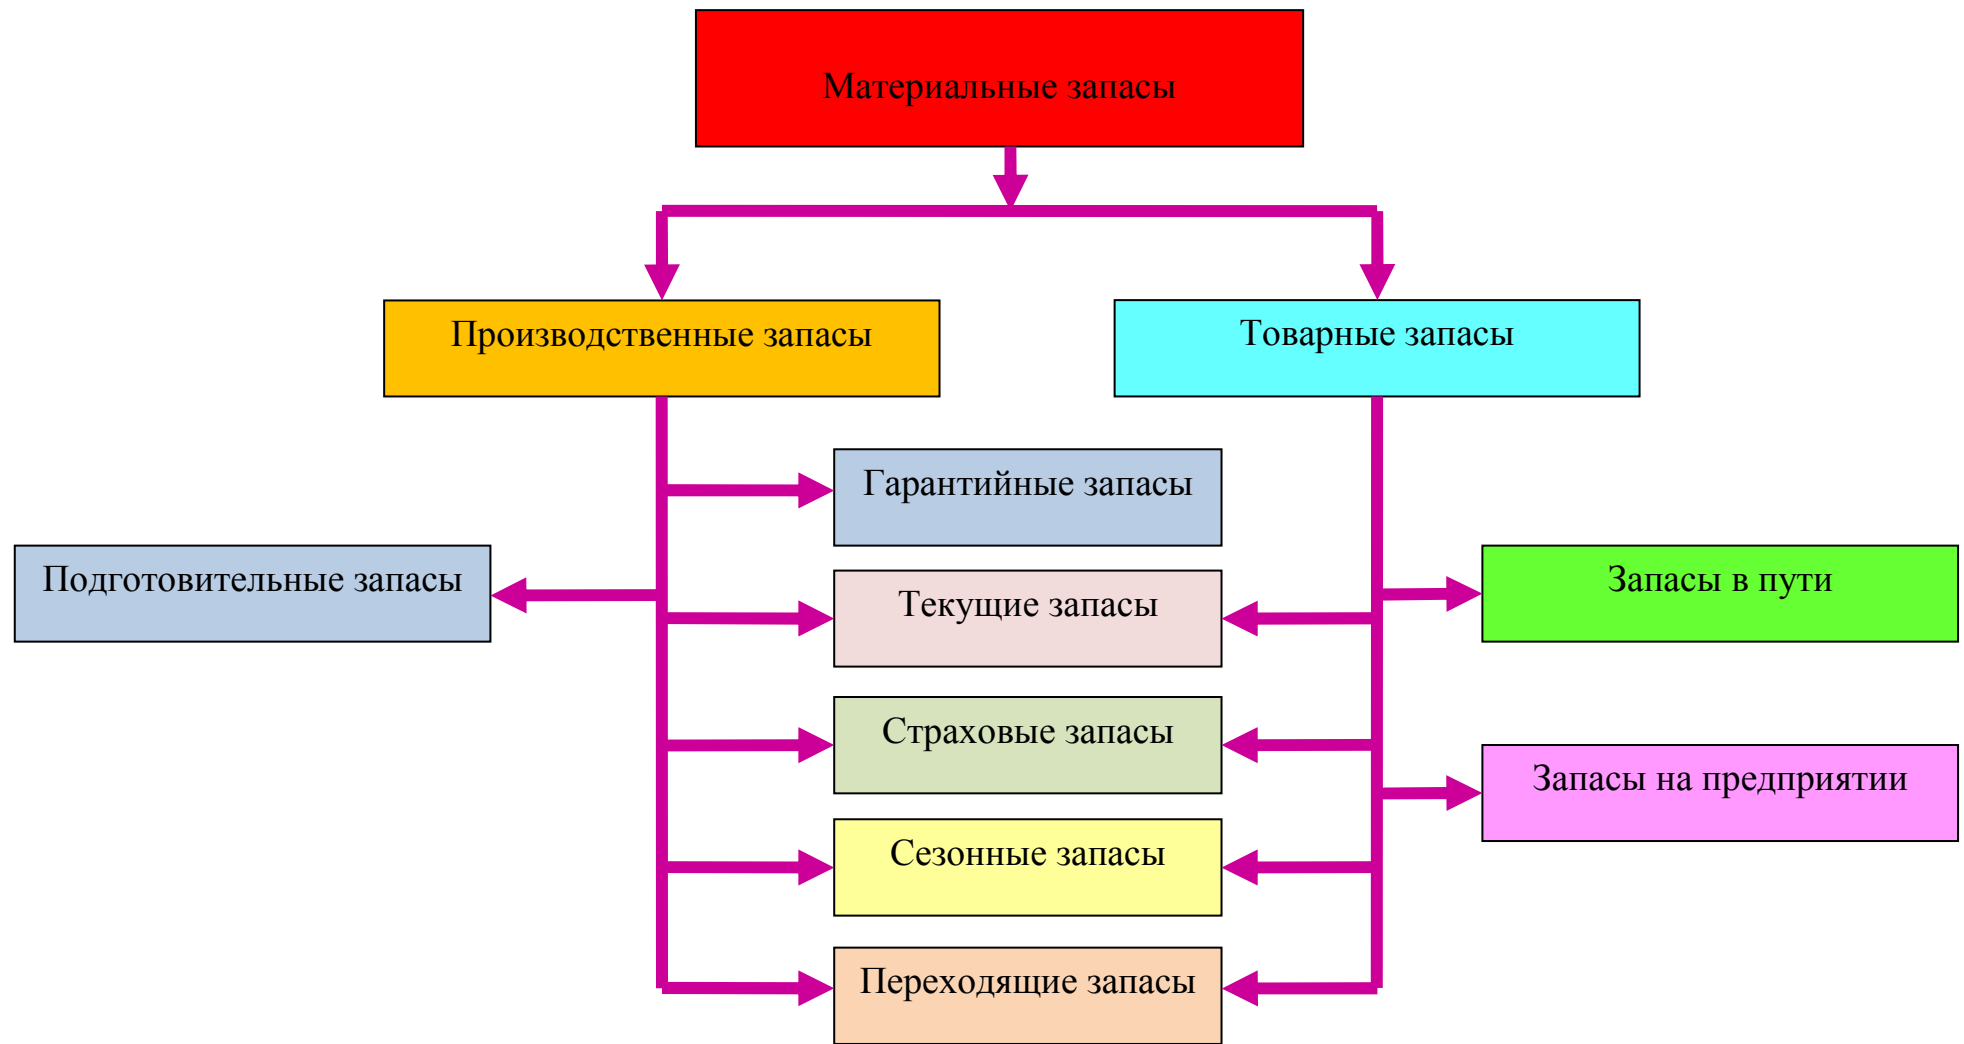 Материальные запасы
Производственные запасы
Товарные запасы
Гарантийные запасы
Подготовительные запасы
Текущие запасы
Запасы в пути
Страховые запасы
Запасы на предприятии
Сезонные запасы
Переходящие запасы